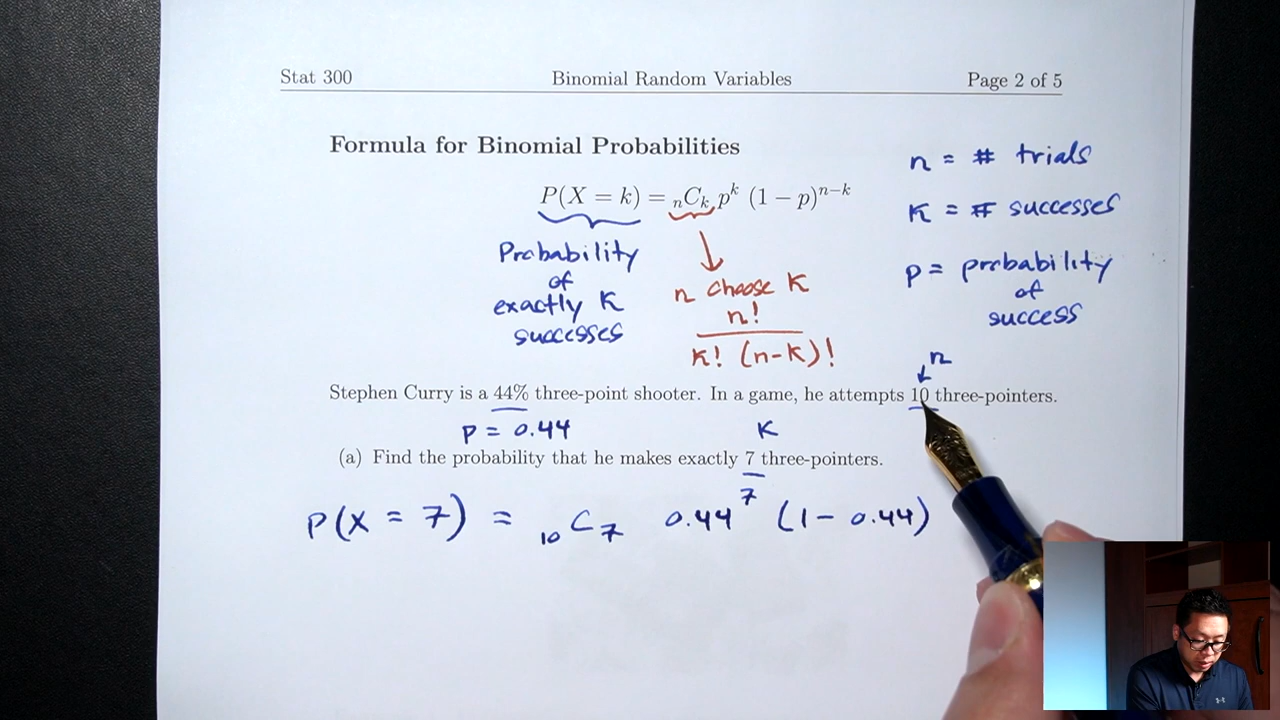 Stat 300 Binomial Random Variables Page 2 of 5
Formula for Binomial Probabilities
P(X = k) = ₙCₖ pᵏ (1 − p)ⁿ⁻ᵏ
n = # trials
K = # successes
p = probability
of
success
Probability
of
exactly K
successes
n choose K
n!
K! (n-K)!
n
Stephen Curry is a 44% three-point shooter. In a game, he attempts 10 three-pointers.
p = 0.44
K
(a) Find the probability that he makes exactly 7 three-pointers.
P(X = 7) = ₁₀C₇ 0.44⁷ (1 - 0.44)